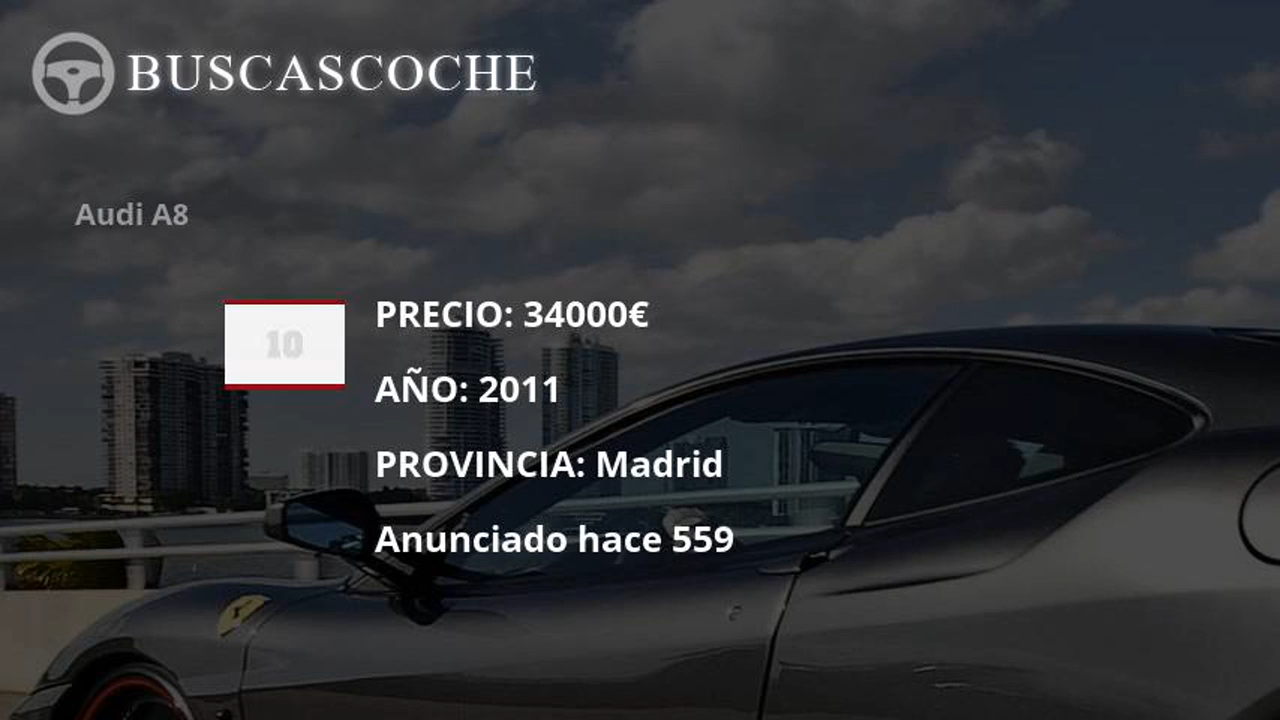 BUSCASCOCHE
Audi A8
10
PRECIO: 34000€
AÑO: 2011
PROVINCIA: Madrid
Anunciado hace 559